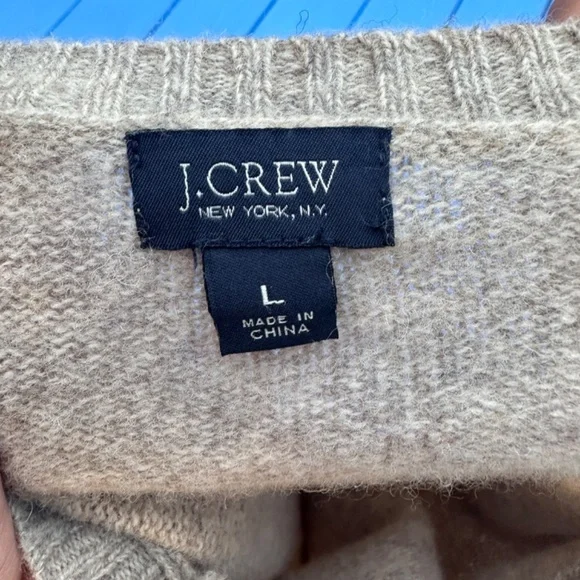 J.CREW
NEW YORK, N.Y.
L
MADE IN
CHINA